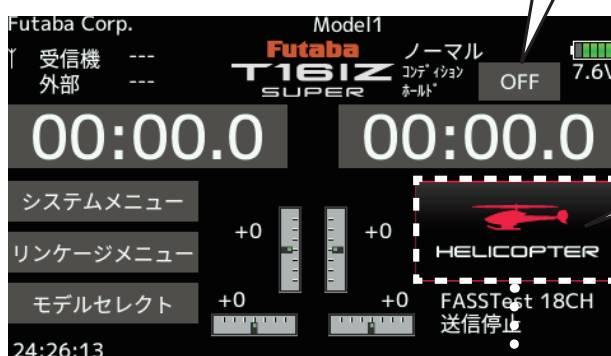 Futaba Corp.
Model1
受信機 ---
外部 ---
Futaba
T16IZ
SUPER
ノーマル
コンディション
ホールド
OFF
7.6V
00:00.0
00:00.0
システムメニュー
リンケージメニュー
モデルセレクト
+0
+0
+0
+0
HELICOPTER
FASSTest 18CH
送信停止
24:26:13